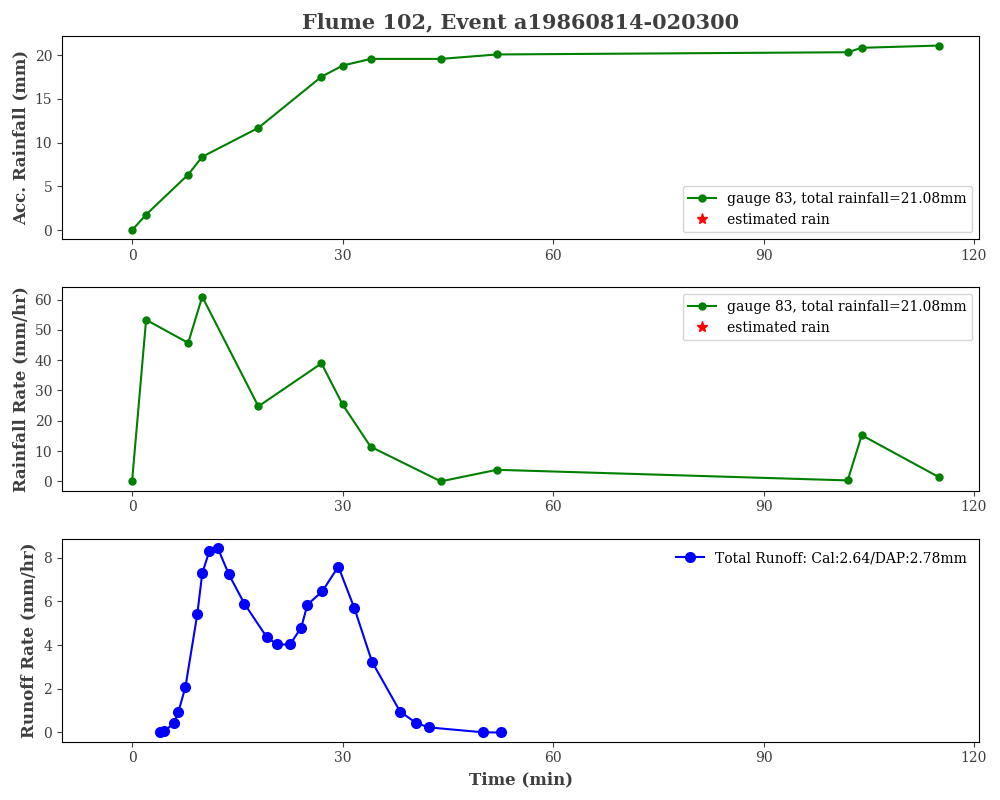 Flume 102, Event a19860814-020300
Acc. Rainfall (mm)
20
15
10
5
0
gauge 83, total rainfall=21.08mm
estimated rain
0 30 60 90 120
Rainfall Rate (mm/hr)
60
50
40
30
20
10
0
gauge 83, total rainfall=21.08mm
estimated rain
0 30 60 90 120
Runoff Rate (mm/hr)
8
6
4
2
0
Total Runoff: Cal:2.64/DAP:2.78mm
0 30 60 90 120
Time (min)